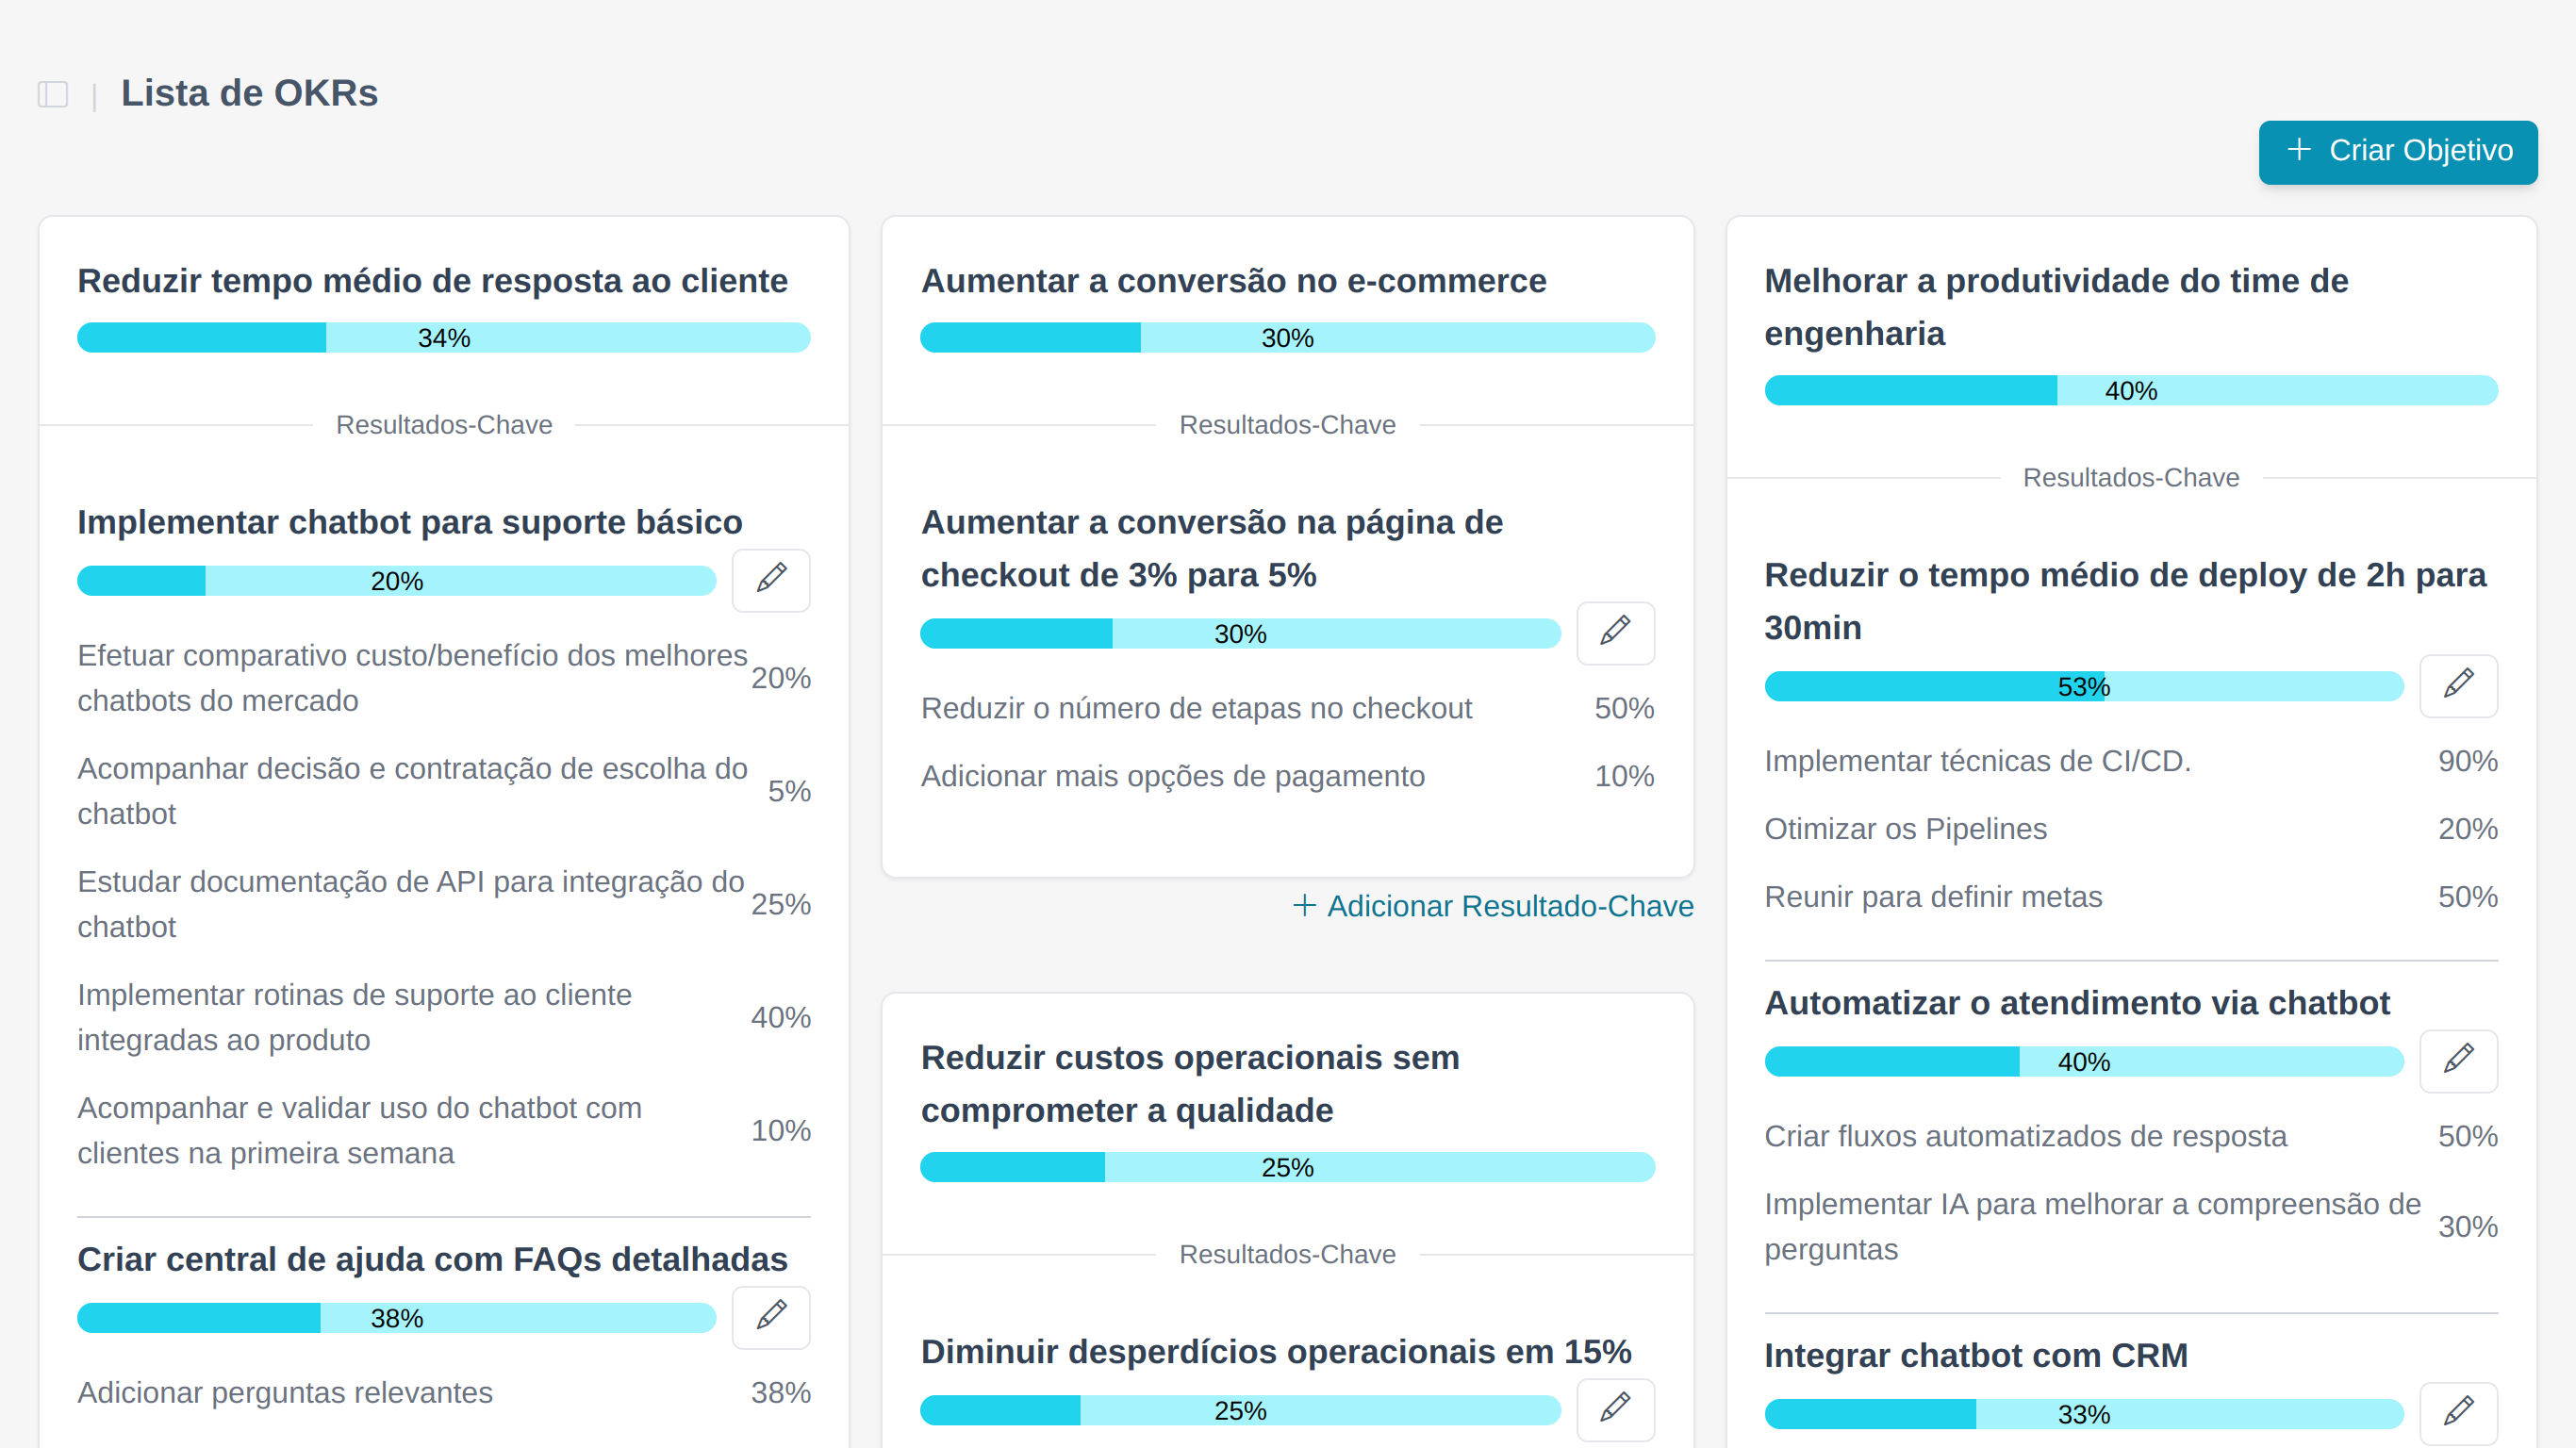 Lista de OKRs
Criar Objetivo
Reduzir tempo médio de resposta ao cliente
34%
Resultados-Chave
Implementar chatbot para suporte básico
20%
Efetuar comparativo custo/benefício dos melhores
chatbots do mercado
20%
Acompanhar decisão e contratação de escolha do
chatbot
5%
Estudar documentação de API para integração do
chatbot
25%
Implementar rotinas de suporte ao cliente
integradas ao produto
40%
Acompanhar e validar uso do chatbot com
clientes na primeira semana
10%
Criar central de ajuda com FAQs detalhadas
38%
Adicionar perguntas relevantes
38%
Aumentar a conversão no e-commerce
30%
Resultados-Chave
Aumentar a conversão na página de
checkout de 3% para 5%
30%
Reduzir o número de etapas no checkout
50%
Adicionar mais opções de pagamento
10%
Adicionar Resultado-Chave
Reduzir custos operacionais sem
comprometer a qualidade
25%
Resultados-Chave
Diminuir desperdícios operacionais em 15%
25%
Melhorar a produtividade do time de
engenharia
40%
Resultados-Chave
Reduzir o tempo médio de deploy de 2h para
30min
53%
Implementar técnicas de CI/CD.
90%
Otimizar os Pipelines
20%
Reunir para definir metas
50%
Automatizar o atendimento via chatbot
40%
Criar fluxos automatizados de resposta
50%
Implementar IA para melhorar a compreensão de
perguntas
30%
Integrar chatbot com CRM
33%